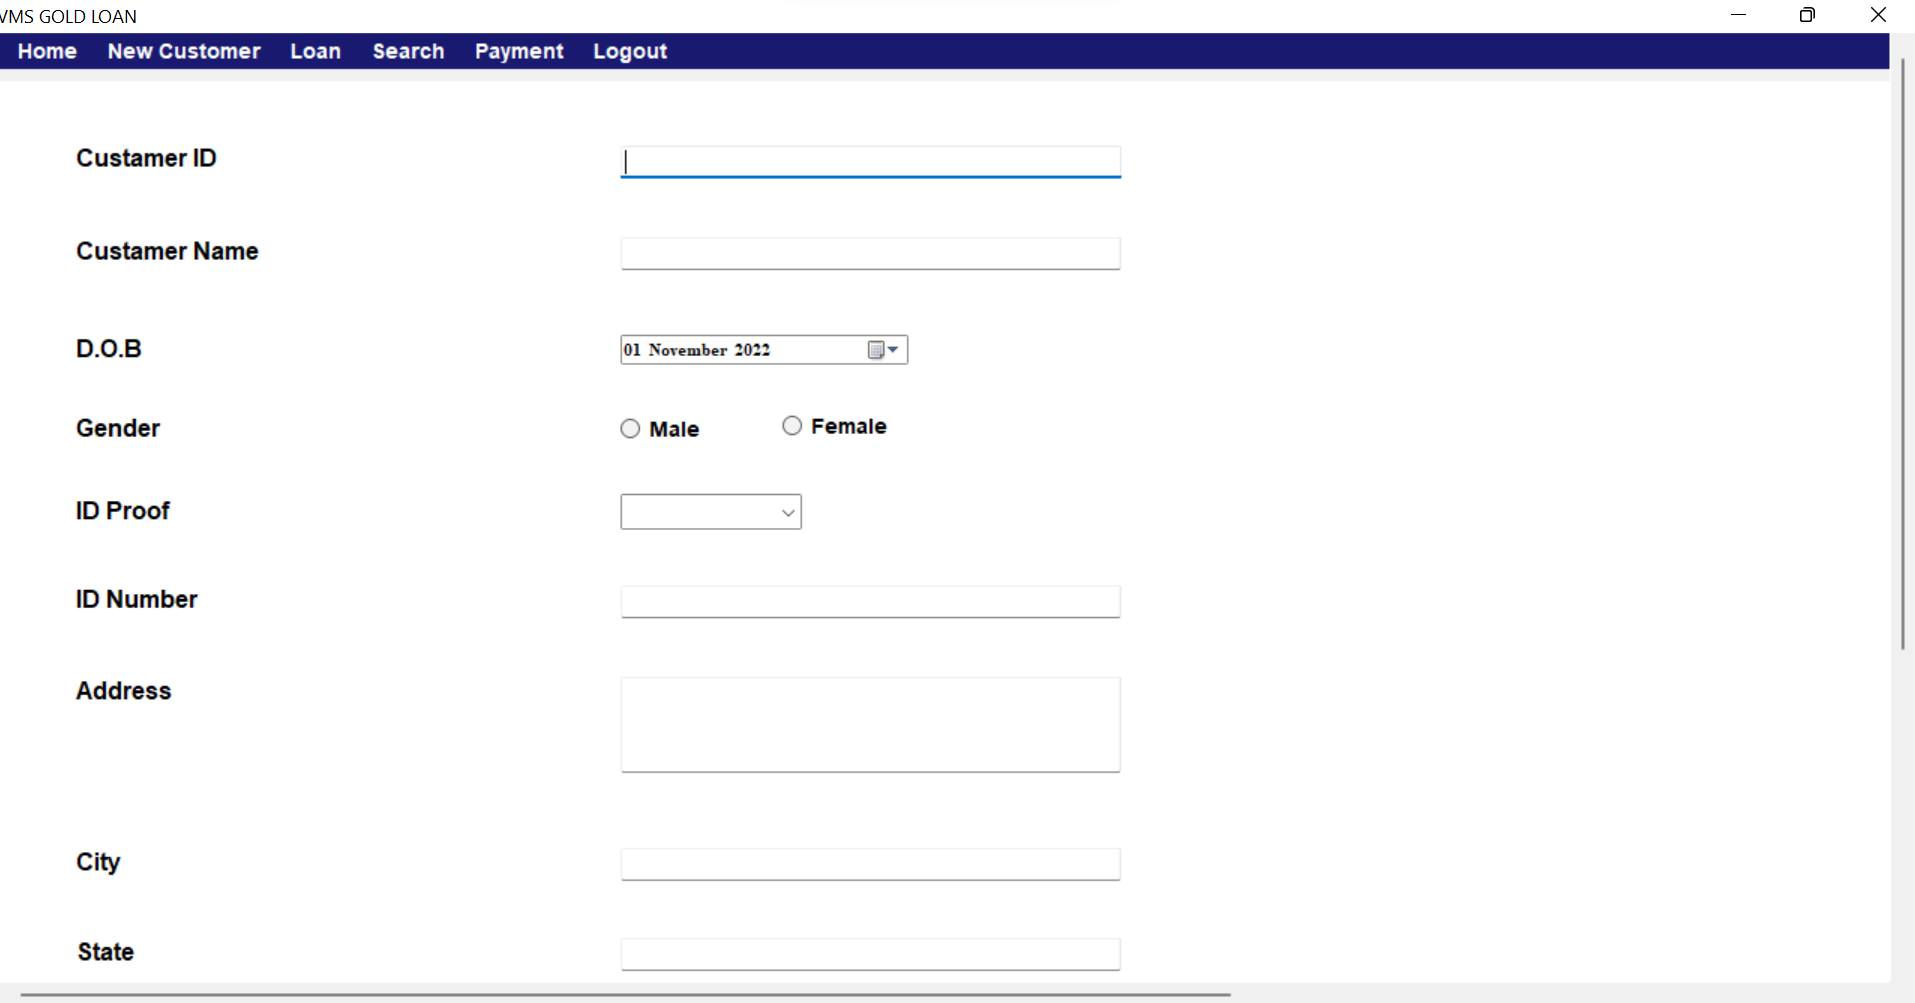 VMS GOLD LOAN
Home New Customer Loan Search Payment Logout
Custamer ID
Custamer Name
D.O.B 01 November 2022
Gender Male Female
ID Proof
ID Number
Address
City
State